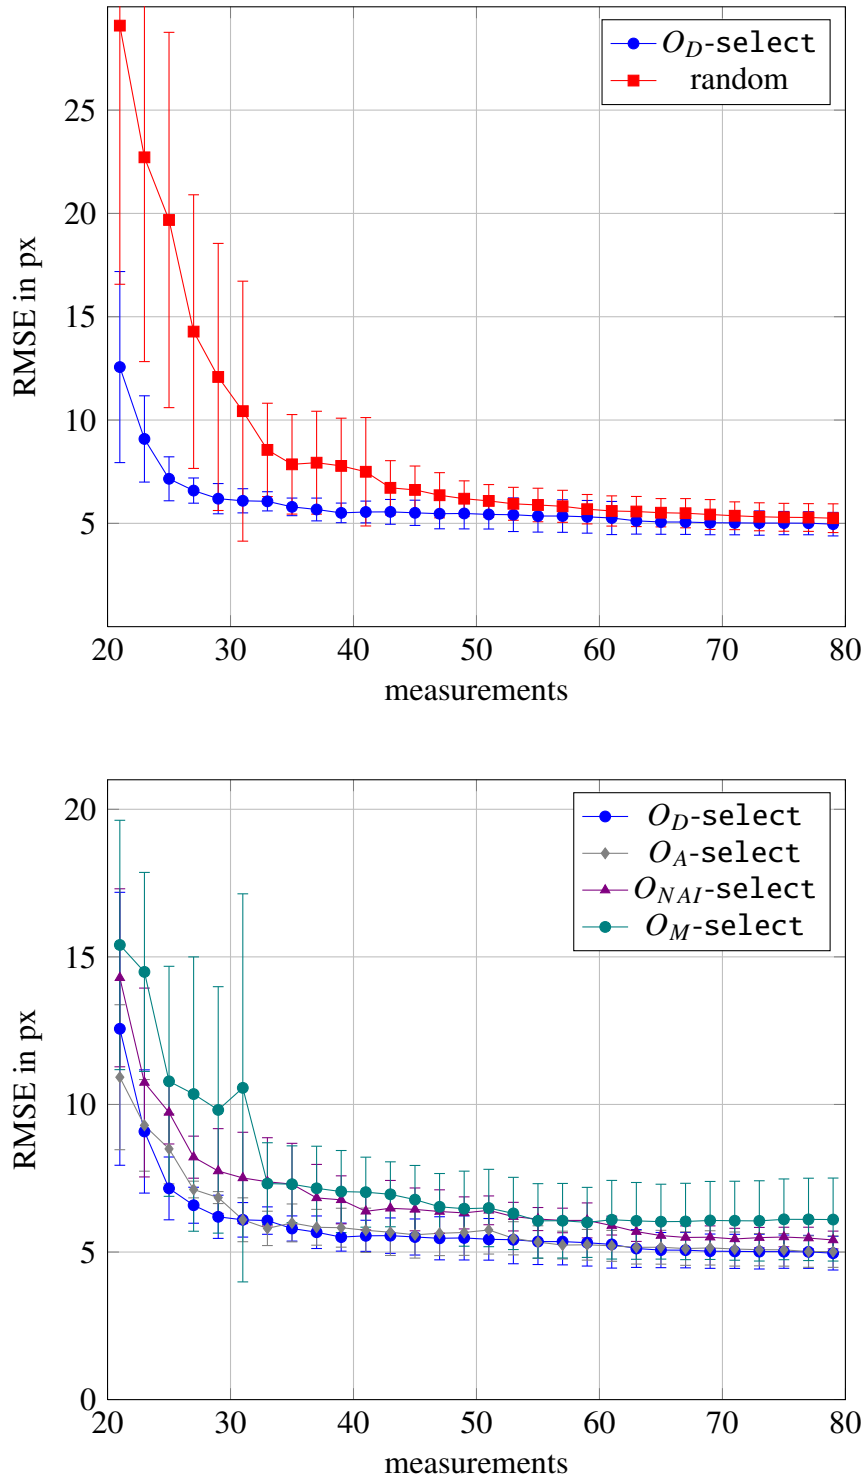 O_D-select
random
25
20
15
10
5
RMSE in px
20 30 40 50 60 70 80
measurements
O_D-select
O_A-select
O_NAI-select
O_M-select
20
15
10
5
0
RMSE in px
20 30 40 50 60 70 80
measurements